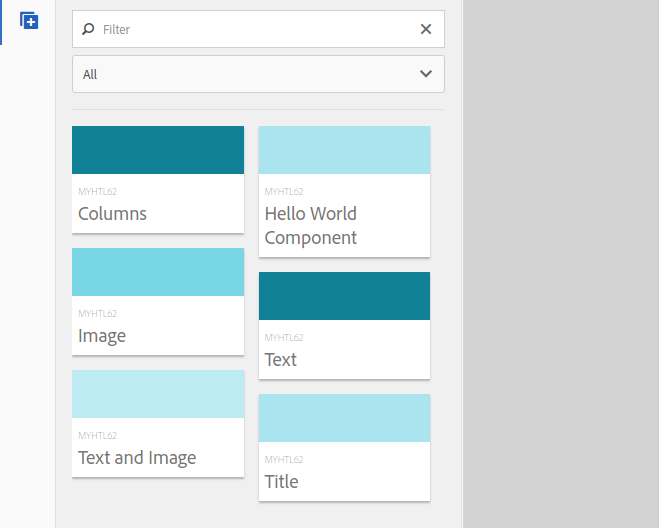 Filter
All
MYHTL62
Columns
MYHTL62
Hello World
Component
MYHTL62
Image
MYHTL62
Text
MYHTL62
Text and Image
MYHTL62
Title